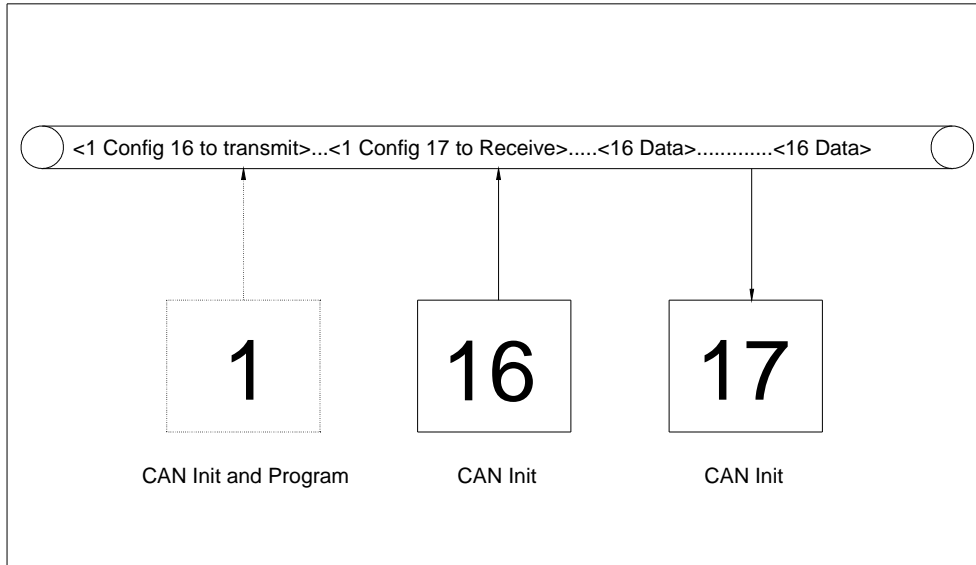 <1 Config 16 to transmit>...<1 Config 17 to Receive>.....<16 Data>.............<16 Data>
1
16
17
CAN Init and Program
CAN Init
CAN Init